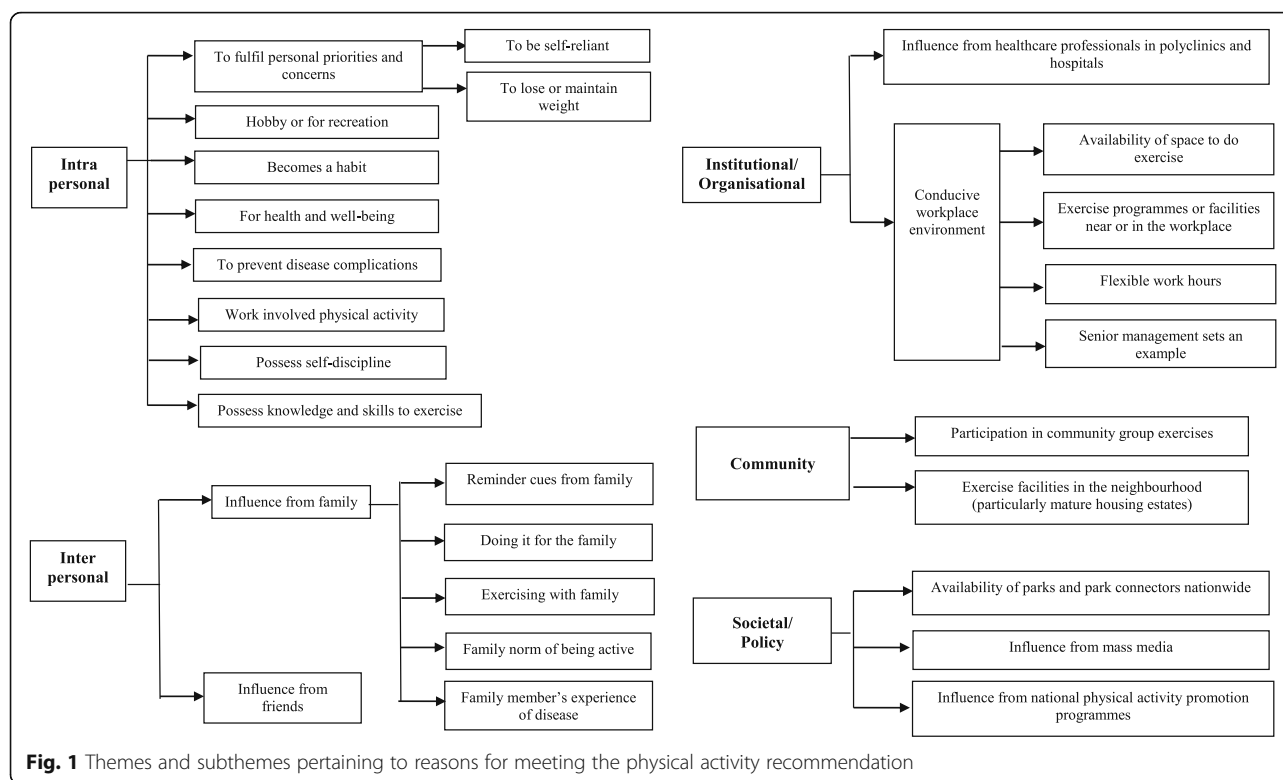 Intra
personal
To fulfil personal priorities and
concerns
To be self-reliant
To lose or maintain
weight
Hobby or for recreation
Becomes a habit
For health and well-being
To prevent disease complications
Work involved physical activity
Possess self-discipline
Possess knowledge and skills to exercise
Inter
personal
Influence from family
Reminder cues from family
Doing it for the family
Exercising with family
Family norm of being active
Family member's experience
of disease
Influence from
friends
Institutional/
Organisational
Influence from healthcare professionals in polyclinics and
hospitals
Conducive
workplace
environment
Availability of space to do
exercise
Exercise programmes or facilities
near or in the workplace
Flexible work hours
Senior management sets an
example
Community
Participation in community group exercises
Exercise facilities in the neighbourhood
(particularly mature housing estates)
Societal/
Policy
Availability of parks and park connectors nationwide
Influence from mass media
Influence from national physical activity promotion
programmes
Fig. 1 Themes and subthemes pertaining to reasons for meeting the physical activity recommendation